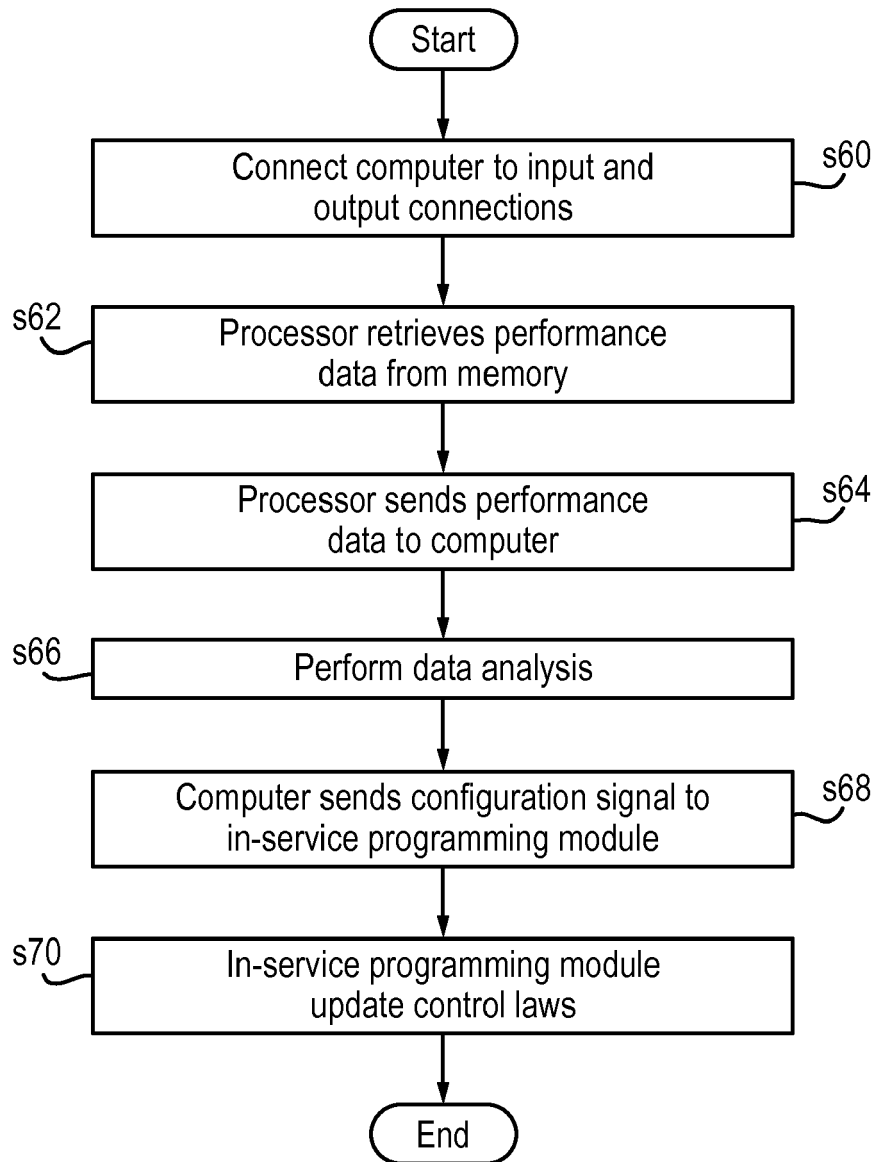 Start
Connect computer to input and
output connections
s60
s62
Processor retrieves performance
data from memory
Processor sends performance
data to computer
s64
s66
Perform data analysis
Computer sends configuration signal to
in-service programming module
s68
s70
In-service programming module
update control laws
End